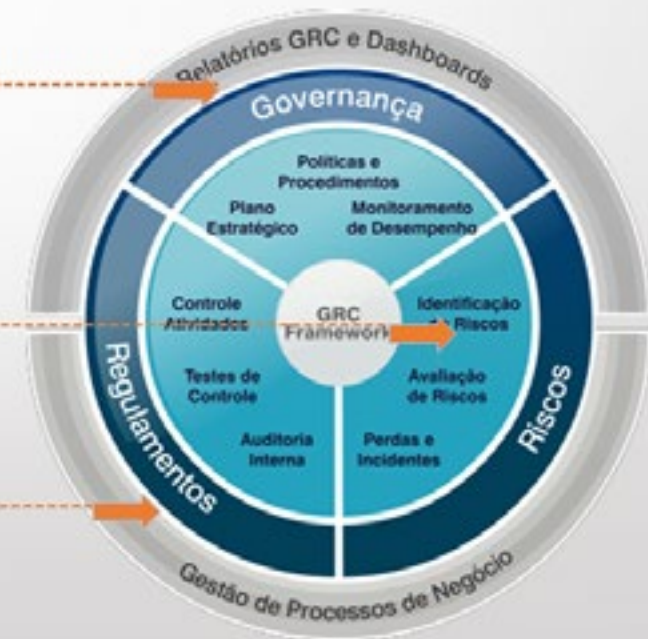 Relatórios GRC e Dashboards
Governança
Políticas e
Procedimentos
Plano
Estratégico
Monitoramento
de Desempenho
Controle
Atividades
GRC
Framework
Identificação
Riscos
Testes de
Controle
Avaliação
de Riscos
Auditoria
Interna
Perdas e
Incidentes
Regulamentos
Riscos
Gestão de Processos de Negócio